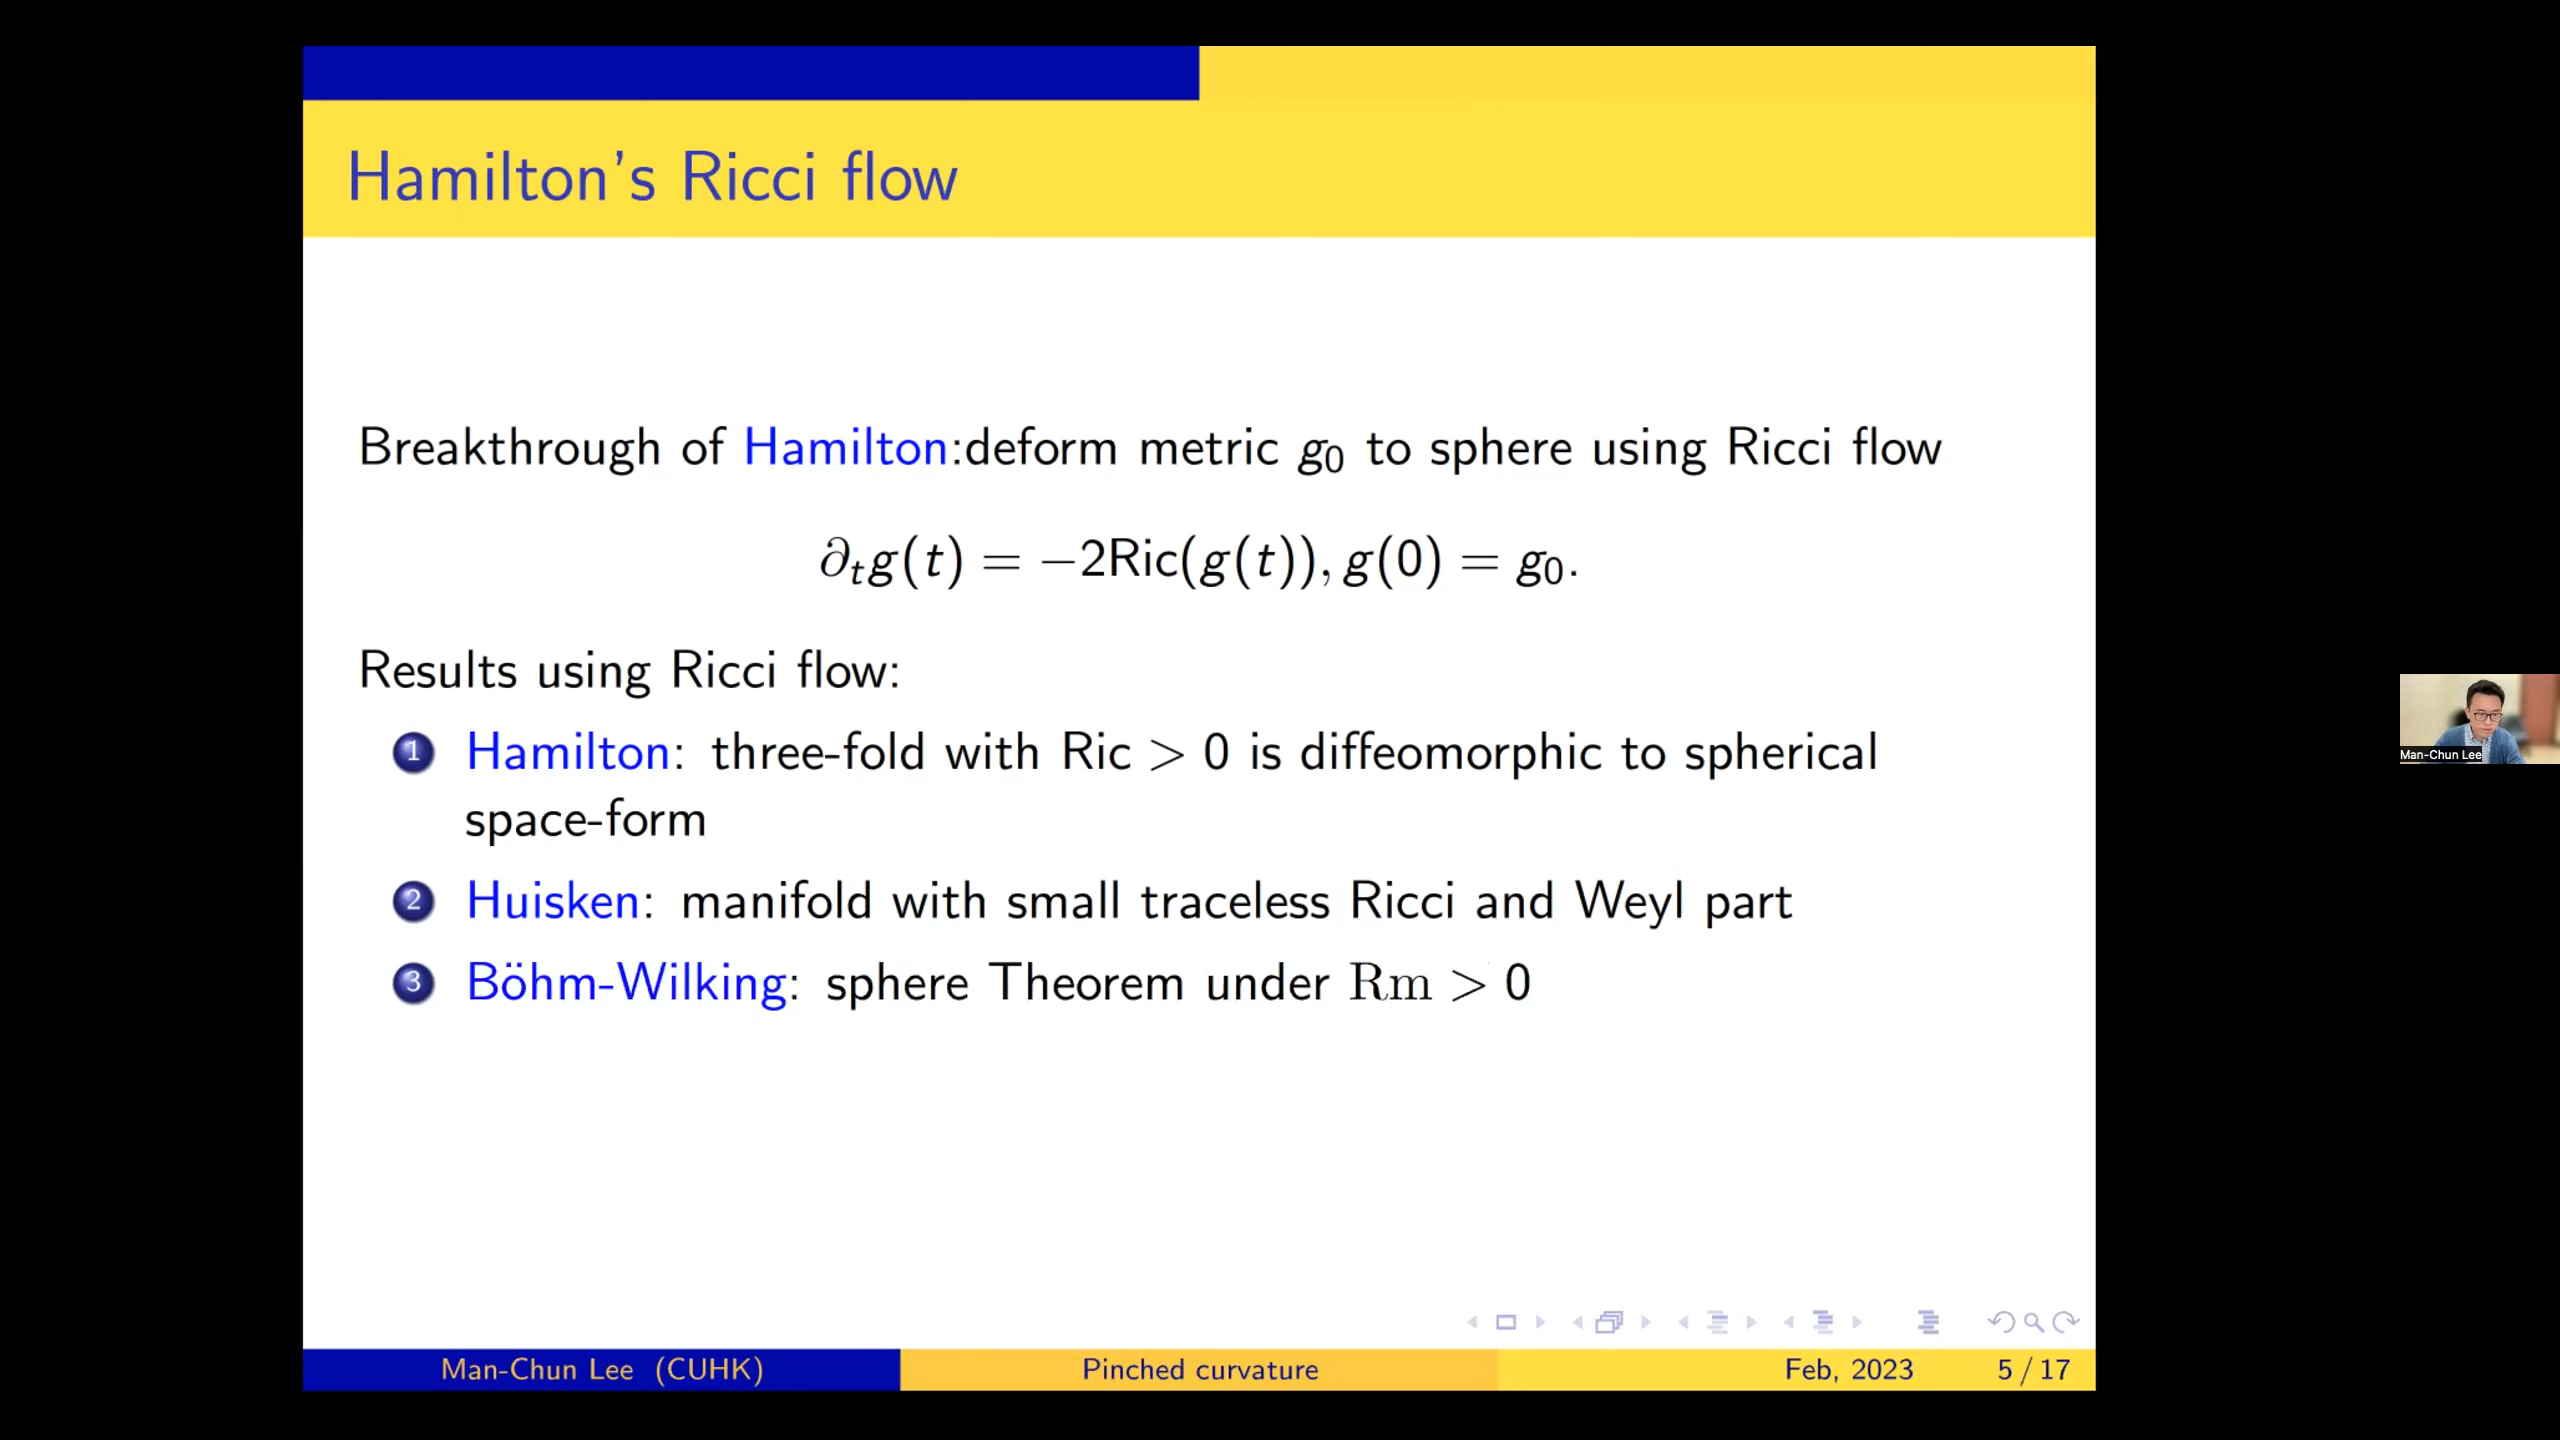 Hamilton's Ricci flow
Breakthrough of Hamilton:deform metric g₀ to sphere using Ricci flow
∂ₜg(t) = −2Ric(g(t)), g(0) = g₀.
Results using Ricci flow:
1 Hamilton: three-fold with Ric > 0 is diffeomorphic to spherical
space-form
2 Huisken: manifold with small traceless Ricci and Weyl part
3 Böhm-Wilking: sphere Theorem under Rm > 0
Man-Chun Lee
Man-Chun Lee (CUHK) Pinched curvature Feb, 2023 5 / 17